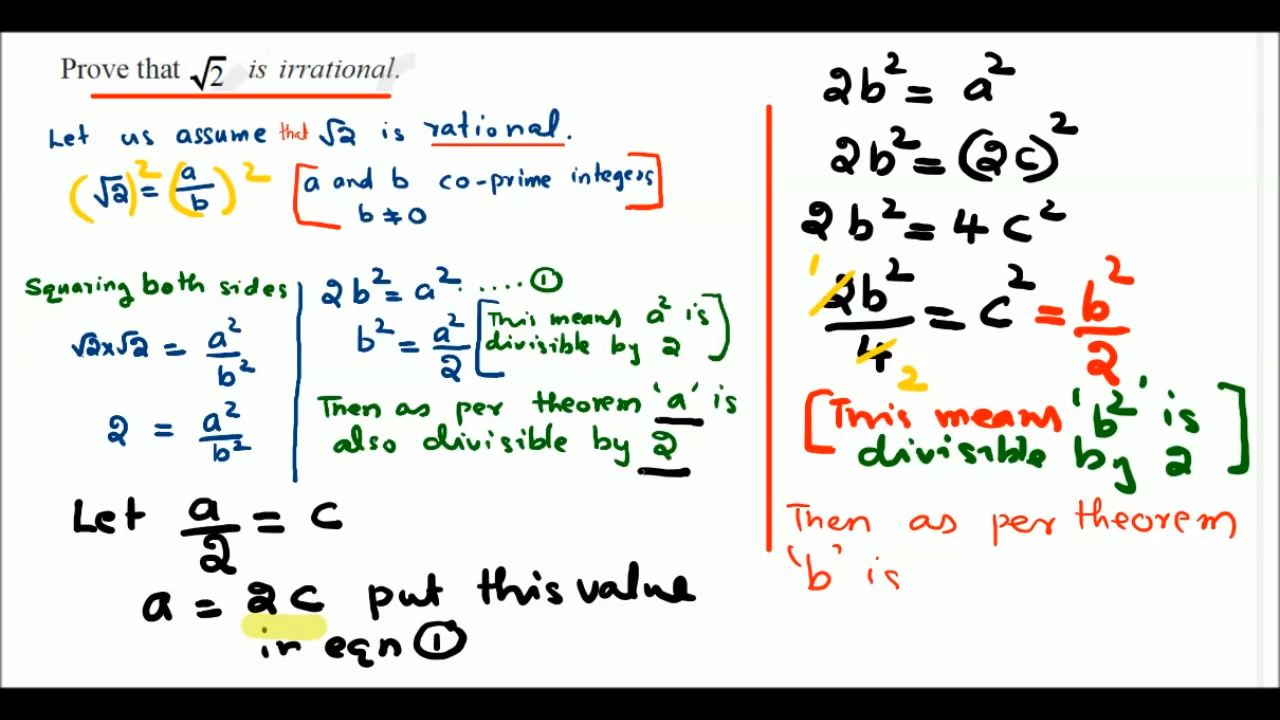 Prove that √2 is irrational.
Let us assume that √2 is rational.
(√2)² = (a/b)² [a and b co-prime integers
b ≠ 0]
Squaring both sides
√2x√2 = a²/b²
2 = a²/b²
2b² = a² ...... ①
b² = a²/2 [This means a² is
divisible by 2]
Then as per theorem 'a' is
also divisible by 2
Let a/2 = c
a = 2c put this value
in eqn ①
2b² = a²
2b² = (2c)²
2b² = 4c²
1 2b²/4 2 = c² = b²/2
[This means 'b²' is
divisible by 2]
Then as per theorem
'b' is